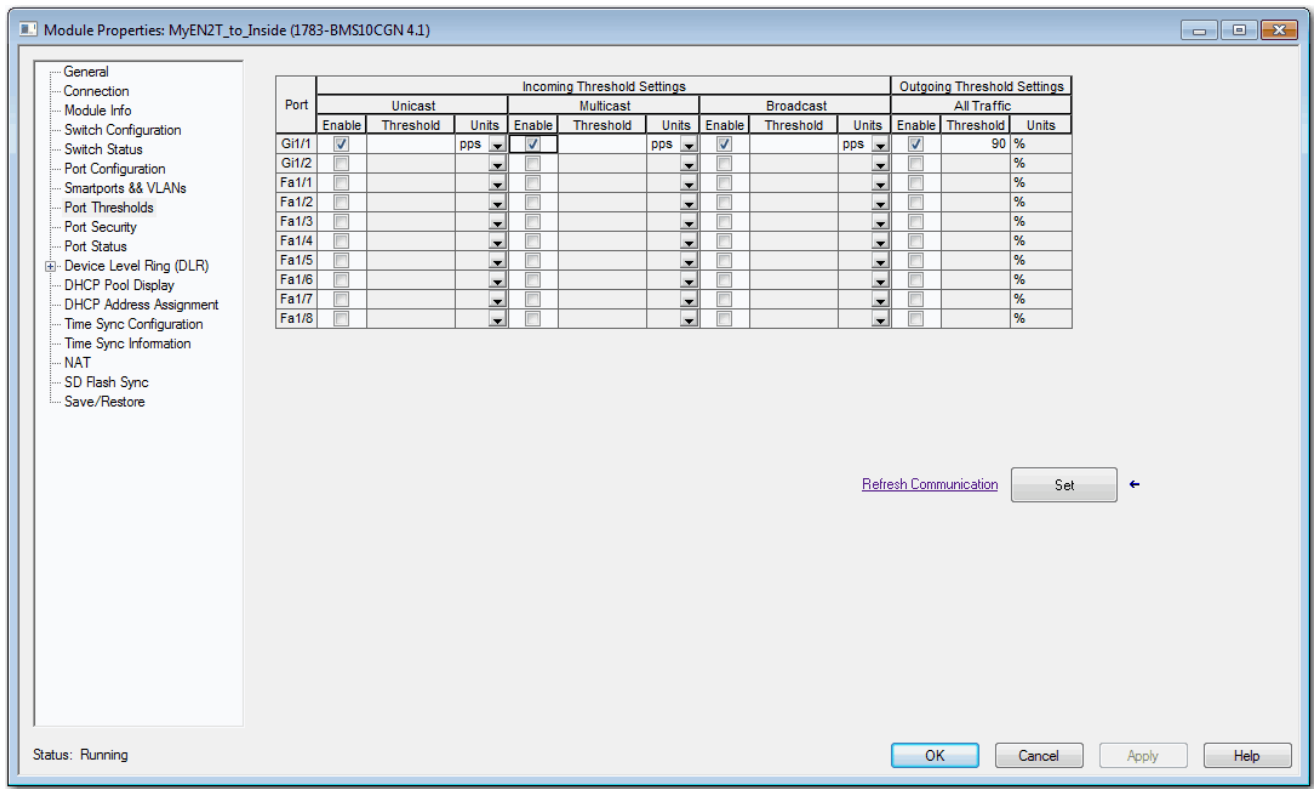 Module Properties: MyEN2T_to_Inside (1783-BMS10CGN 4.1)
General
Connection
Module Info
Switch Configuration
Switch Status
Port Configuration
Smartports && VLANs
Port Thresholds
Port Security
Port Status
Device Level Ring (DLR)
DHCP Pool Display
DHCP Address Assignment
Time Sync Configuration
Time Sync Information
NAT
SD Flash Sync
Save/Restore
Port Incoming Threshold Settings Outgoing Threshold Settings
Unicast Multicast Broadcast All Traffic
Enable Threshold Units Enable Threshold Units Enable Threshold Units Enable Threshold Units
Gi1/1 pps pps pps 90 %
Gi1/2 %
Fa1/1 %
Fa1/2 %
Fa1/3 %
Fa1/4 %
Fa1/5 %
Fa1/6 %
Fa1/7 %
Fa1/8 %
Refresh Communication Set
Status: Running OK Cancel Apply Help